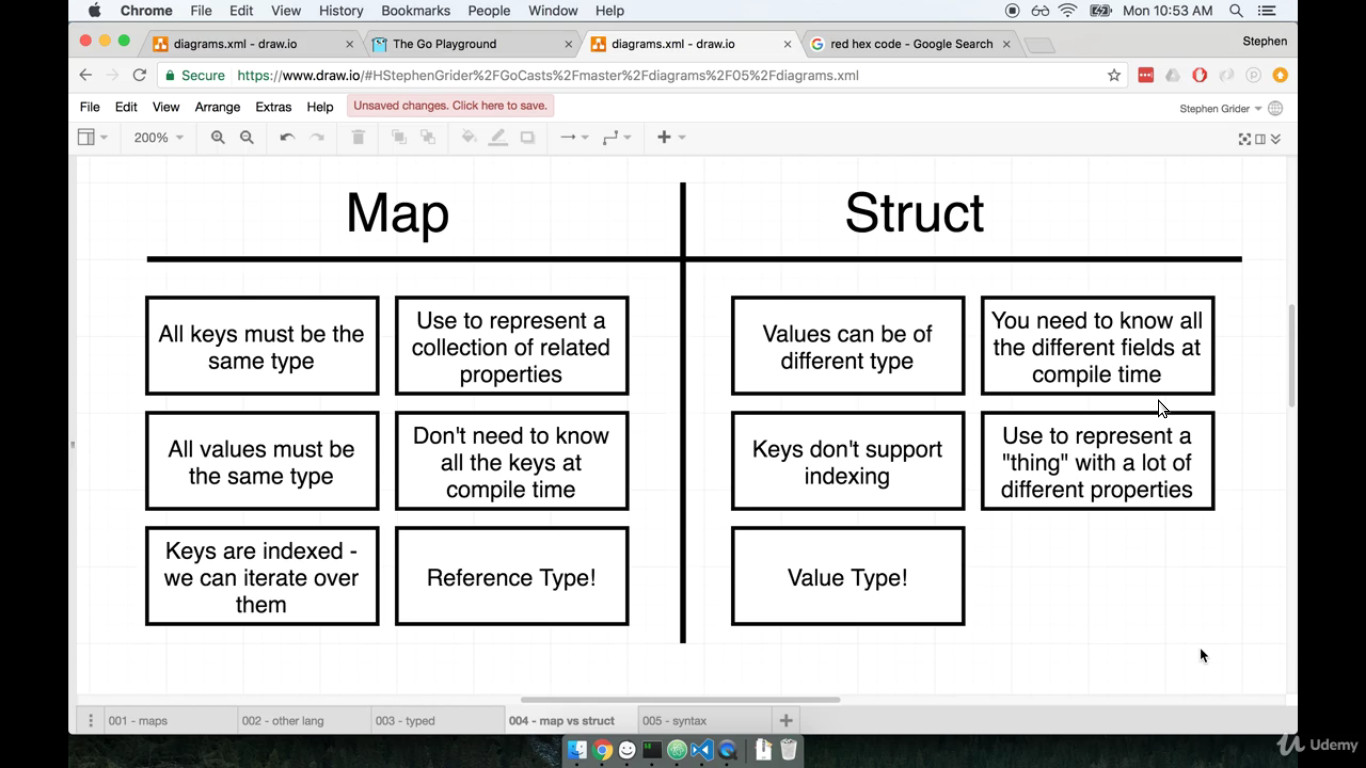 Chrome File Edit View History Bookmarks People Window Help Mon 10:53 AM
diagrams.xml - draw.io The Go Playground diagrams.xml - draw.io red hex code - Google Search Stephen
Secure https://www.draw.io/#HStephenGrider%2FGoCasts%2Fmaster%2Fdiagrams%2F05%2Fdiagrams.xml
File Edit View Arrange Extras Help Unsaved changes. Click here to save. Stephen Grider
200%
Map
Struct
All keys must be the
same type
Use to represent a
collection of related
properties
Values can be of
different type
You need to know all
the different fields at
compile time
All values must be
the same type
Don't need to know
all the keys at
compile time
Keys don't support
indexing
Use to represent a
"thing" with a lot of
different properties
Keys are indexed -
we can iterate over
them
Reference Type!
Value Type!
001 - maps 002 - other lang 003 - typed 004 - map vs struct 005 - syntax
Udemy